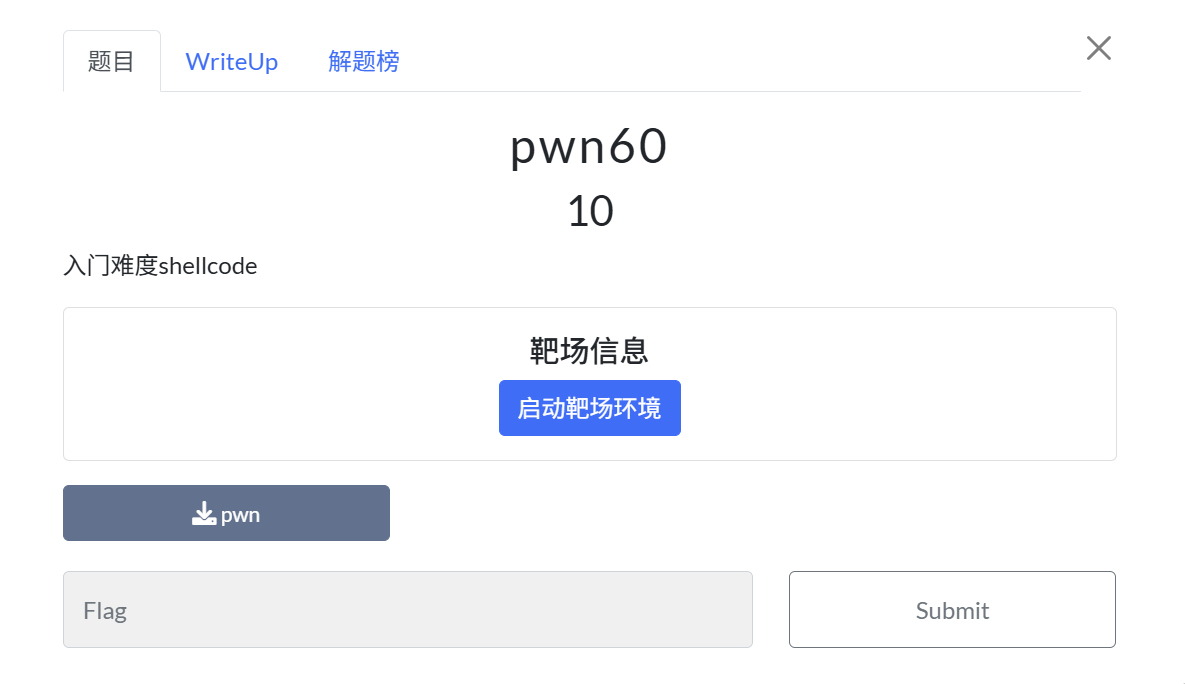 题目 WriteUp 解题榜
pwn60
10
入门难度shellcode
靶场信息
启动靶场环境
pwn
Flag
Submit